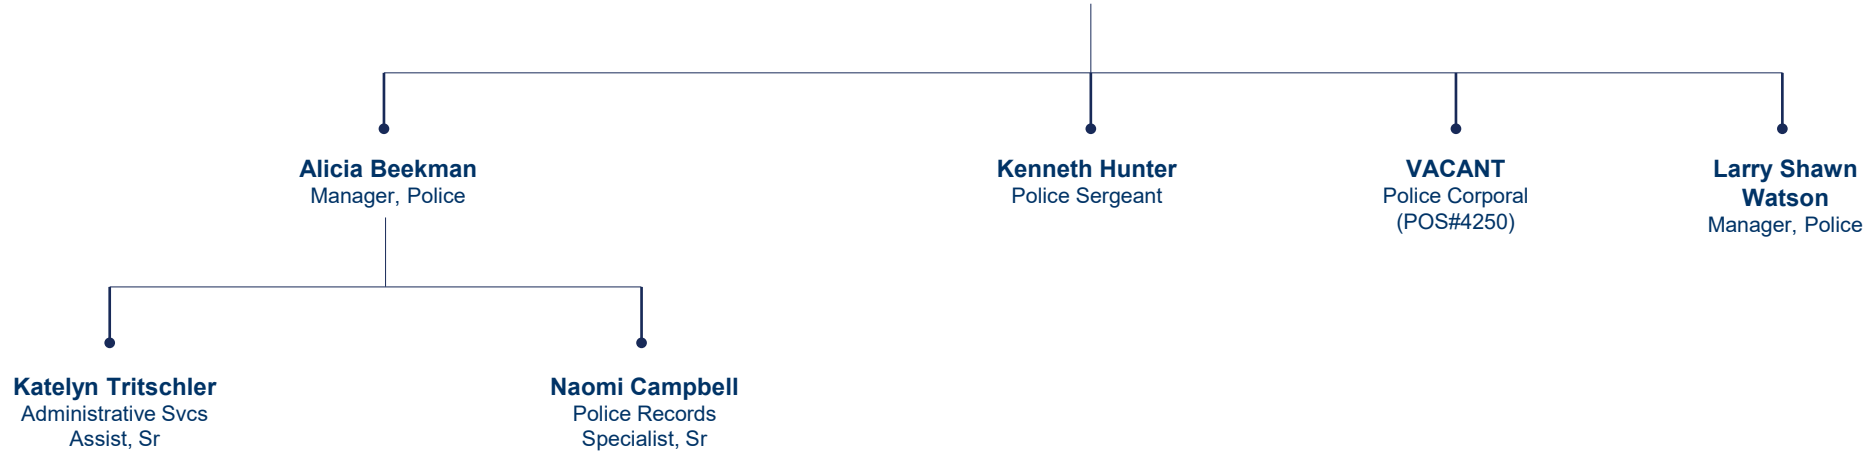 Alicia Beekman
Manager, Police
Kenneth Hunter
Police Sergeant
VACANT
Police Corporal
(POS#4250)
Larry Shawn
Watson
Manager, Police
Katelyn Tritschler
Administrative Svcs
Assist, Sr
Naomi Campbell
Police Records
Specialist, Sr